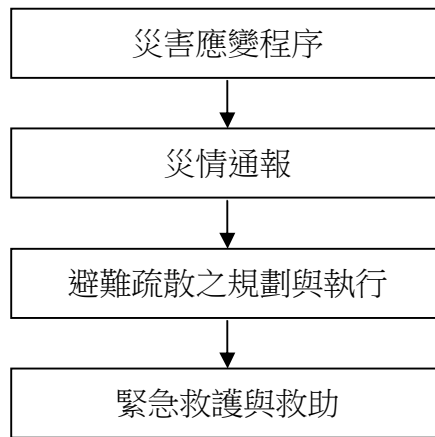 災害應變程序
災情通報
避難疏散之規劃與執行
緊急救護與救助